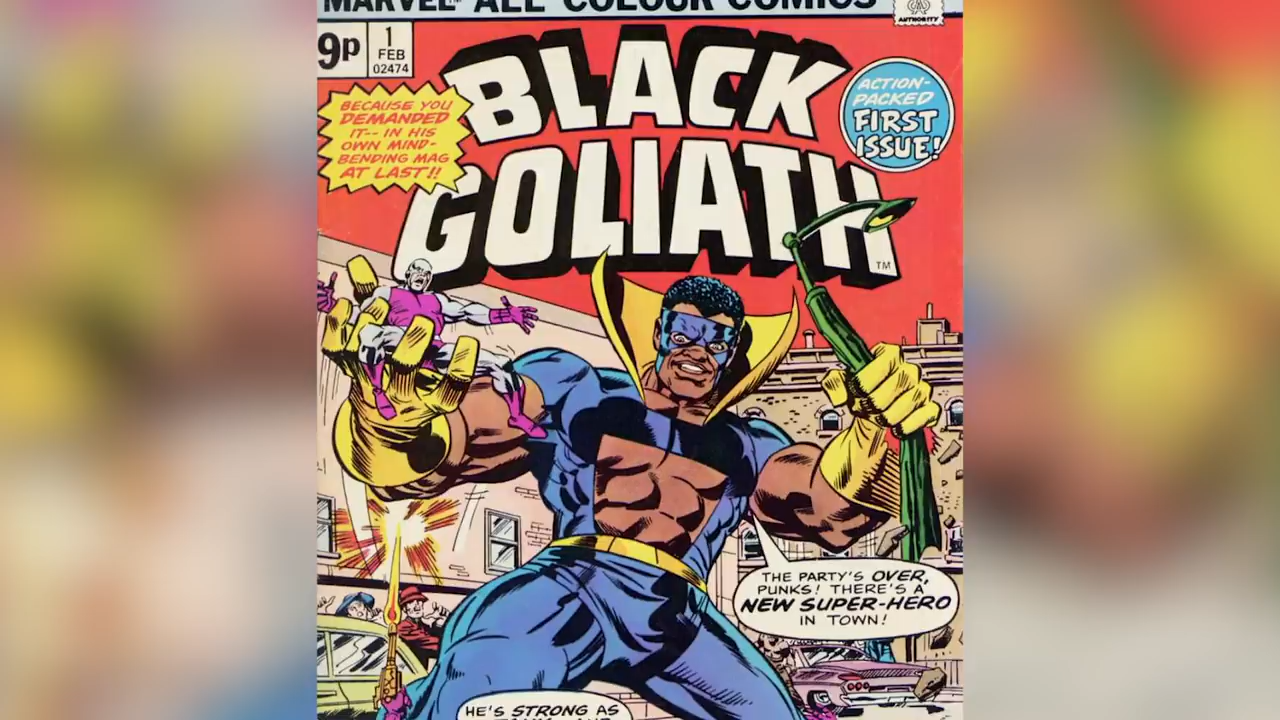 MARVEL ALL COLOUR COMICS
AUTHORITY
9p
1
FEB
02474
BLACK
GOLIATH
TM
BECAUSE YOU
DEMANDED
IT-- IN HIS
OWN MIND-
BENDING MAG
AT LAST!!
ACTION-
PACKED
FIRST
ISSUE!
THE PARTY'S OVER,
PUNKS! THERE'S A
NEW SUPER-HERO
IN TOWN!
HE'S STRONG AS